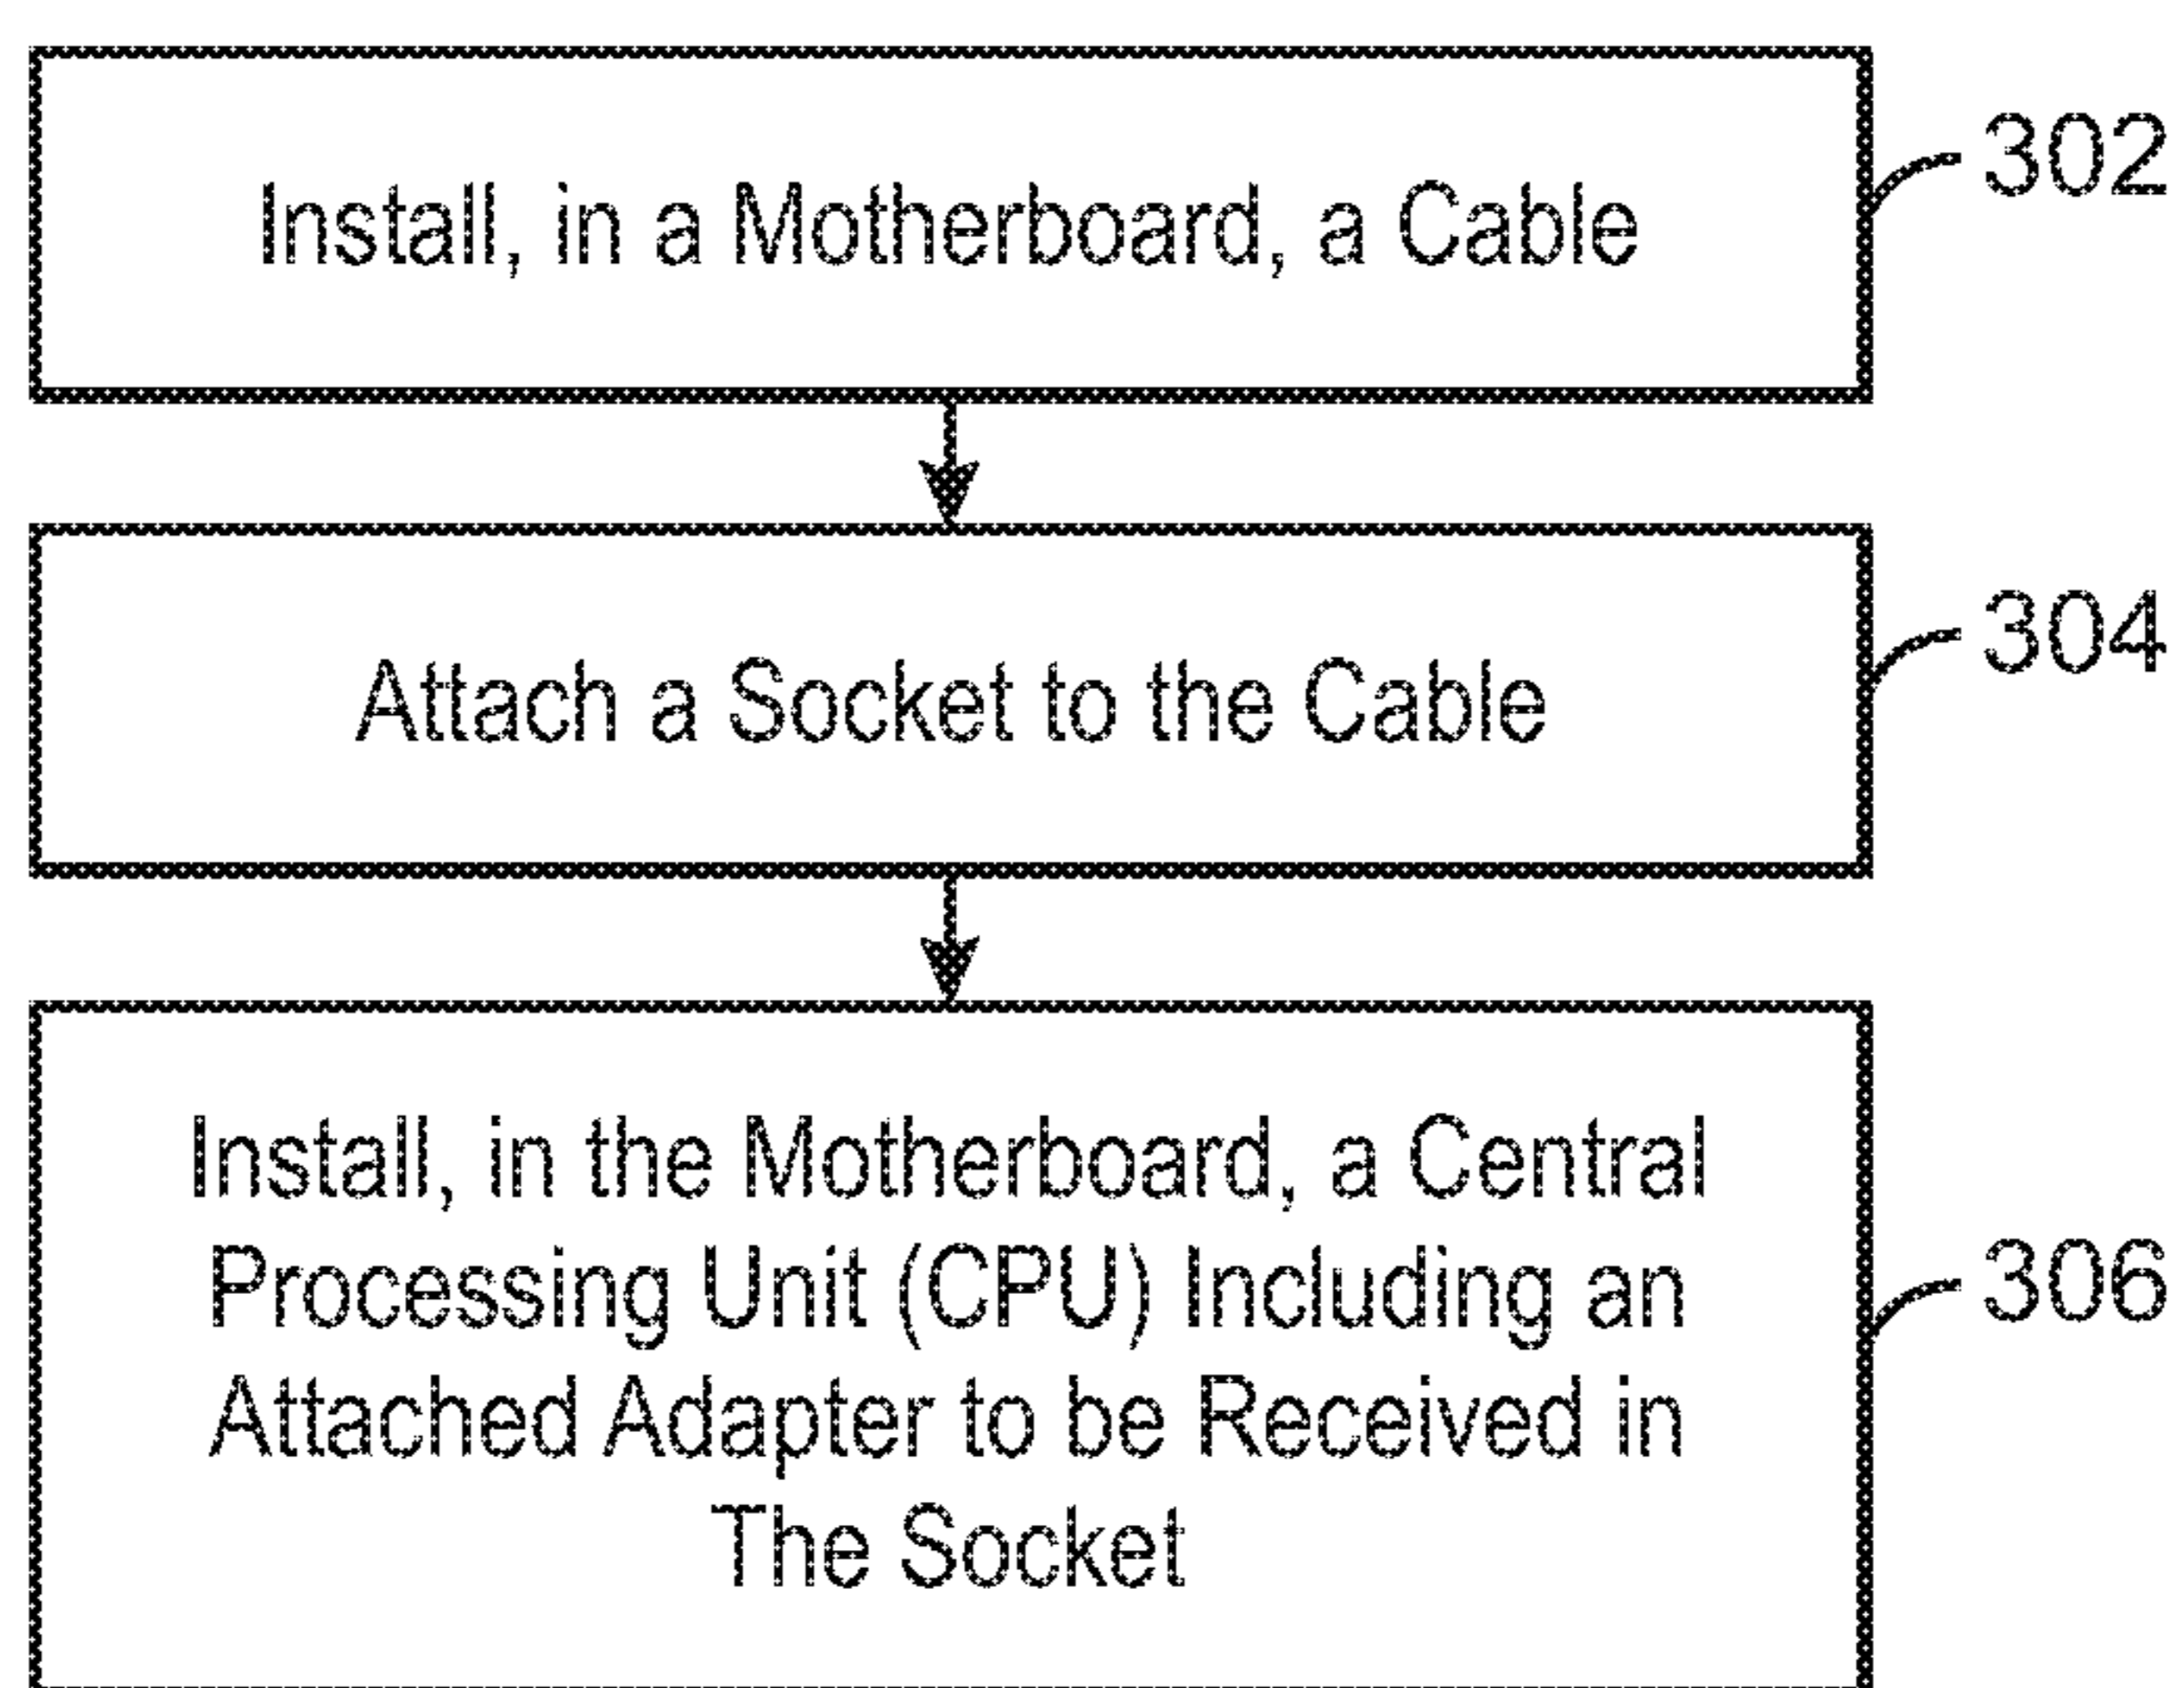 Install, in a Motherboard, a Cable
302
Attach a Socket to the Cable
304
Install, in the Motherboard, a Central
Processing Unit (CPU) Including an
Attached Adapter to be Received in
The Socket
306